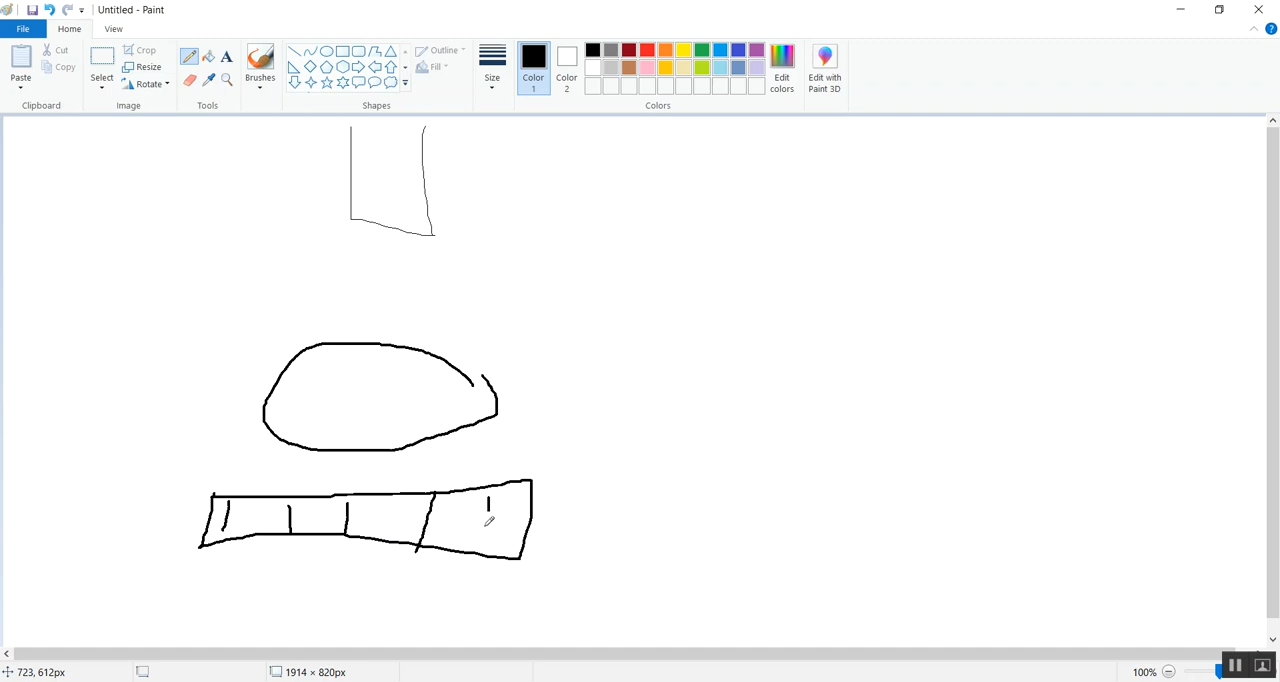 Untitled - Paint
File Home View
Paste
Cut
Copy
Clipboard
Select
Crop
Resize
Rotate
Image
A
Tools
Brushes
Shapes
Outline
Fill
Size
Color 1
Color 2
Edit colors
Edit with Paint 3D
Colors
723, 612px
1914 × 820px
100%